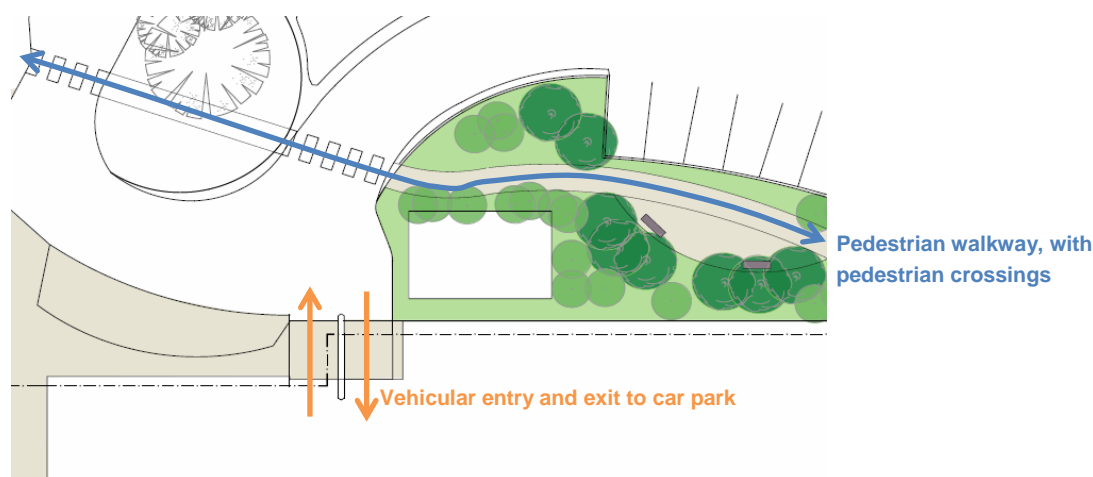 Pedestrian walkway, with
pedestrian crossings
Vehicular entry and exit to car park